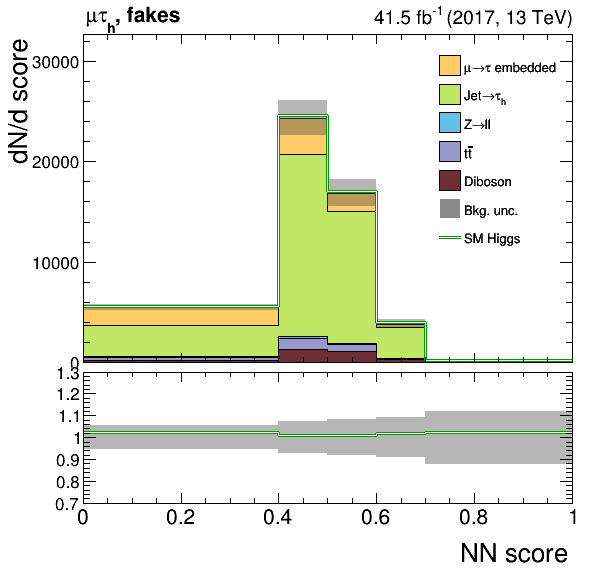 μτh, fakes
41.5 fb-1 (2017, 13 TeV)
dN/d score
30000
20000
10000
0
μ→τ embedded
Jet→τh
Z→ll
tt̄
Diboson
Bkg. unc.
SM Higgs
1.3
1.2
1.1
1
0.9
0.8
0.7
0 0.2 0.4 0.6 0.8 1
NN score